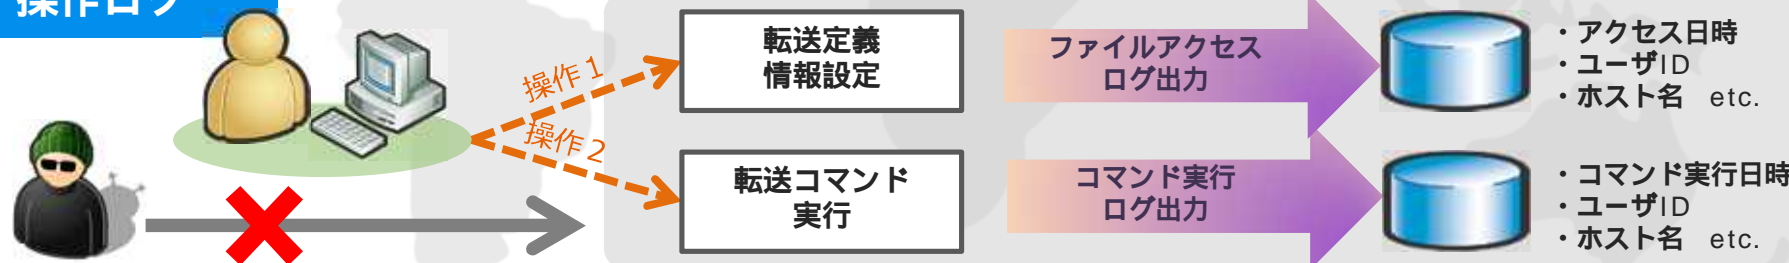 操作ログ
転送定義
情報設定
ファイルアクセス
ログ出力
・アクセス日時
・ユーザID
・ホスト名 etc.
操作1
操作2
転送コマンド
実行
コマンド実行
ログ出力
・コマンド実行日時
・ユーザID
・ホスト名 etc.